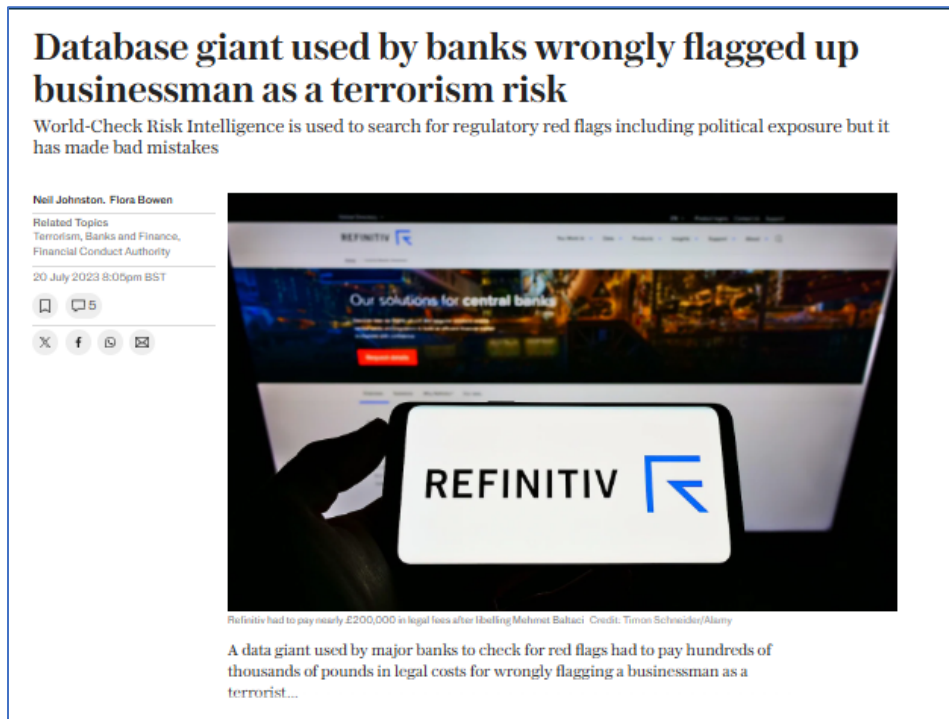 Database giant used by banks wrongly flagged up
businessman as a terrorism risk
World-Check Risk Intelligence is used to search for regulatory red flags including political exposure but it
has made bad mistakes
Neil Johnston. Flora Bowen
Related Topics
Terrorism, Banks and Finance,
Financial Conduct Authority
20 July 2023 8:05pm BST
5
REFINITIV
Our solutions for central banks
Request details
REFINITIV
Refinitiv had to pay nearly £200,000 in legal fees after libelling Mehmet Baltaci Credit: Timon Schneider/Alamy
A data giant used by major banks to check for red flags had to pay hundreds of
thousands of pounds in legal costs for wrongly flagging a businessman as a
terrorist...